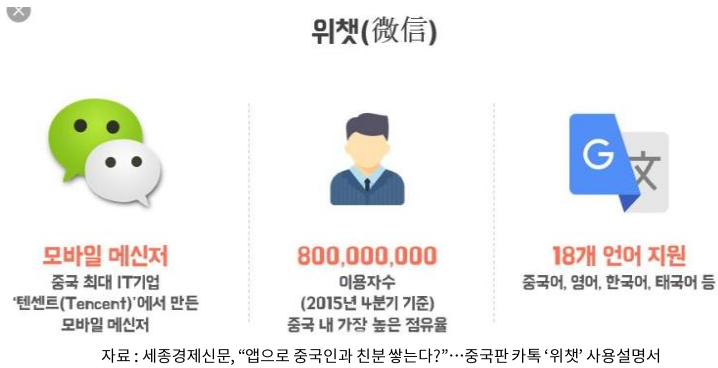 위챗(微信)
G 文
모바일 메신저
중국 최대 IT기업
‘텐센트(Tencent)’에서 만든
모바일 메신저
800,000,000
이용자수
(2015년 4분기 기준)
중국 내 가장 높은 점유율
18개 언어 지원
중국어, 영어, 한국어, 태국어 등
자료 : 세종경제신문, “앱으로 중국인과 친분 쌓는다?”…중국판 카톡 ‘위챗’ 사용설명서